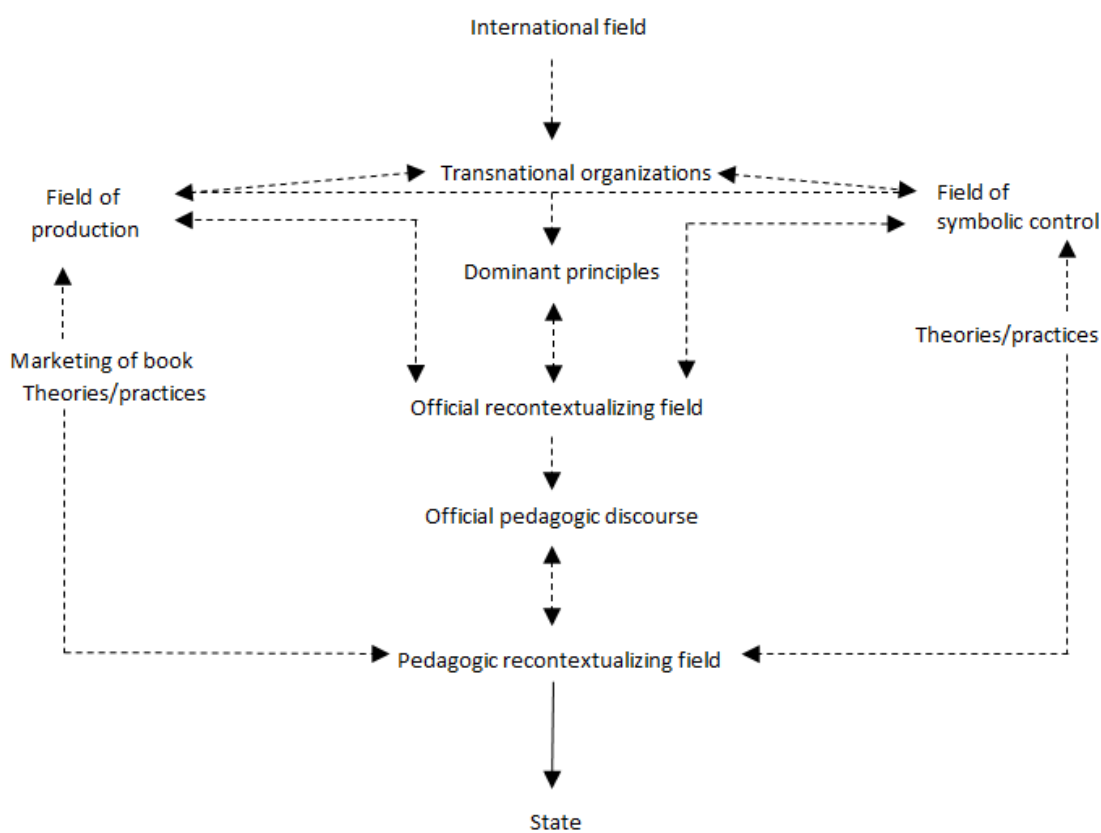 International field
Transnational organizations
Field of
production
Field of
symbolic control
Dominant principles
Theories/practices
Marketing of book
Theories/practices
Official recontextualizing field
Official pedagogic discourse
Pedagogic recontextualizing field
State